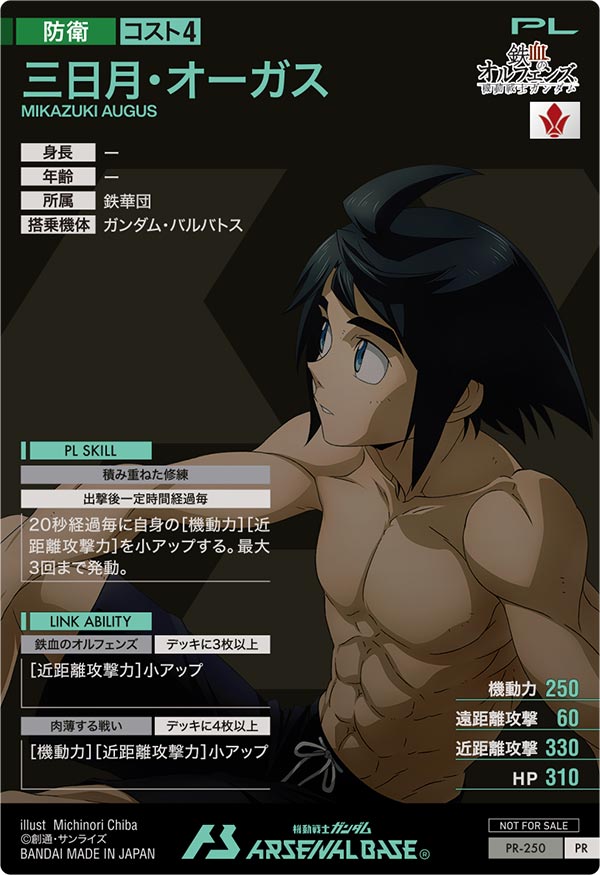 防衛 コスト4
PL
三日月・オーガス
MIKAZUKI AUGUS
鉄血の
オルフェンズ
機動戦士ガンダム
身長 ー
年齢 ー
所属 鉄華団
搭乗機体 ガンダム・バルバトス
PL SKILL
積み重ねた修練
出撃後一定時間経過毎
20秒経過毎に自身の[機動力][近
距離攻撃力]を小アップする。最大
3回まで発動。
LINK ABILITY
鉄血のオルフェンズ デッキに3枚以上
[近距離攻撃力]小アップ
肉薄する戦い デッキに4枚以上
[機動力][近距離攻撃力]小アップ
機動力 250
遠距離攻撃 60
近距離攻撃 330
HP 310
illust Michinori Chiba
©創通・サンライズ
BANDAI MADE IN JAPAN
機動戦士ガンダム
ARSENAL BASE®
NOT FOR SALE
PR-250 PR